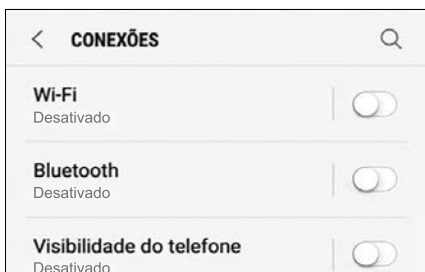 CONEXÕES
Wi-Fi
Desativado
Bluetooth
Desativado
Visibilidade do telefone
Desativado